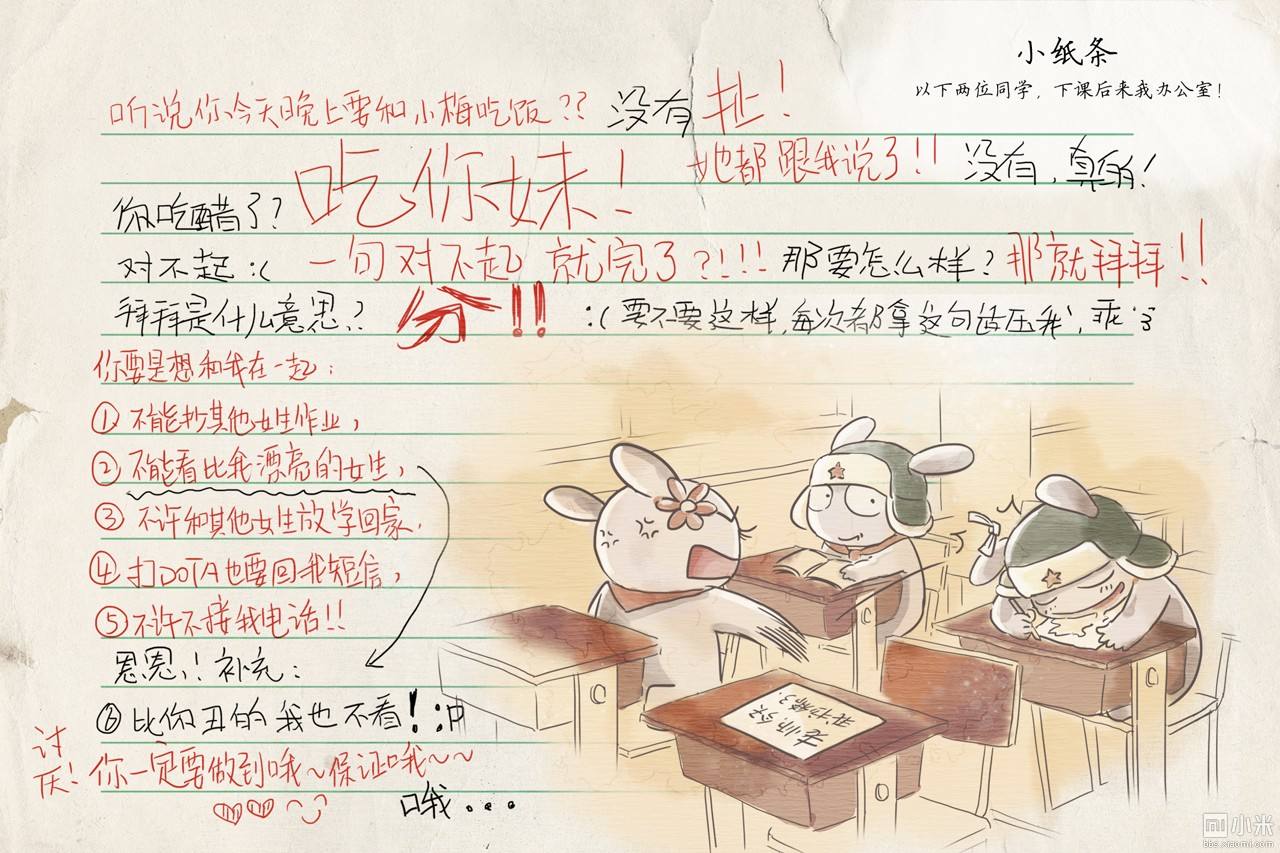 小纸条
以下两位同学，下课后来我办公室！
听说你今天晚上要和小梅吃饭？？ 没有 扯！
吃你妹！ 她都跟我说了！！ 没有，真的！
你吃醋了？
对不起：( 一句对不起就完了？！！！ 那要怎么样？ 那就拜拜！！
拜拜是什么意思？ 分！！ ：( 要不要这样，每次都拿这句话压我，乖
你要是想和我在一起：
① 不能抄其他女生作业，
② 不能看比我漂亮的女生，
③ 不许和其他女生放学回家，
④ 打DOTA也要回我短信，
⑤ 不许不接我电话！！
恩恩，！补充：
⑥ 比你丑的我也不看！
讨厌！ 你一定要做到哦～保证哦～～
哦...
小米
bbs.xiaomi.com